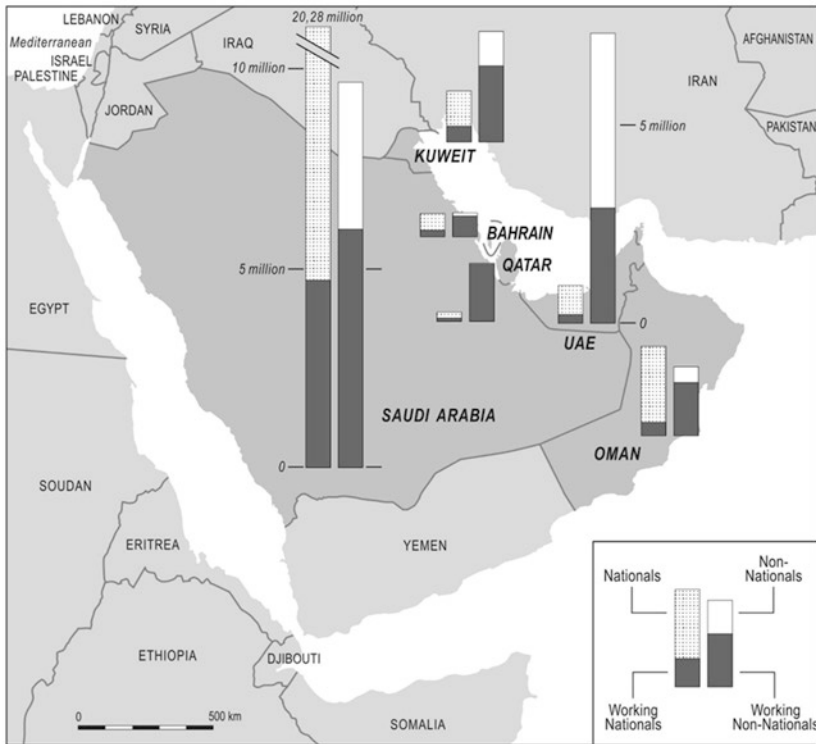 20,28 million
LEBANON
SYRIA
Mediterranean
IRAQ
AFGHANISTAN
ISRAEL
10 million
PALESTINE
IRAN
JORDAN
5 million
PAKISTAN
KUWEIT
BAHRAIN
5 million
QATAR
EGYPT
0
UAE
SAUDI ARABIA
OMAN
0
SOUDAN
YEMEN
ERITREA
Nationals
Non-
Nationals
ETHIOPIA
DJIBOUTI
0
500 km
SOMALIA
Working
Nationals
Working
Non-Nationals